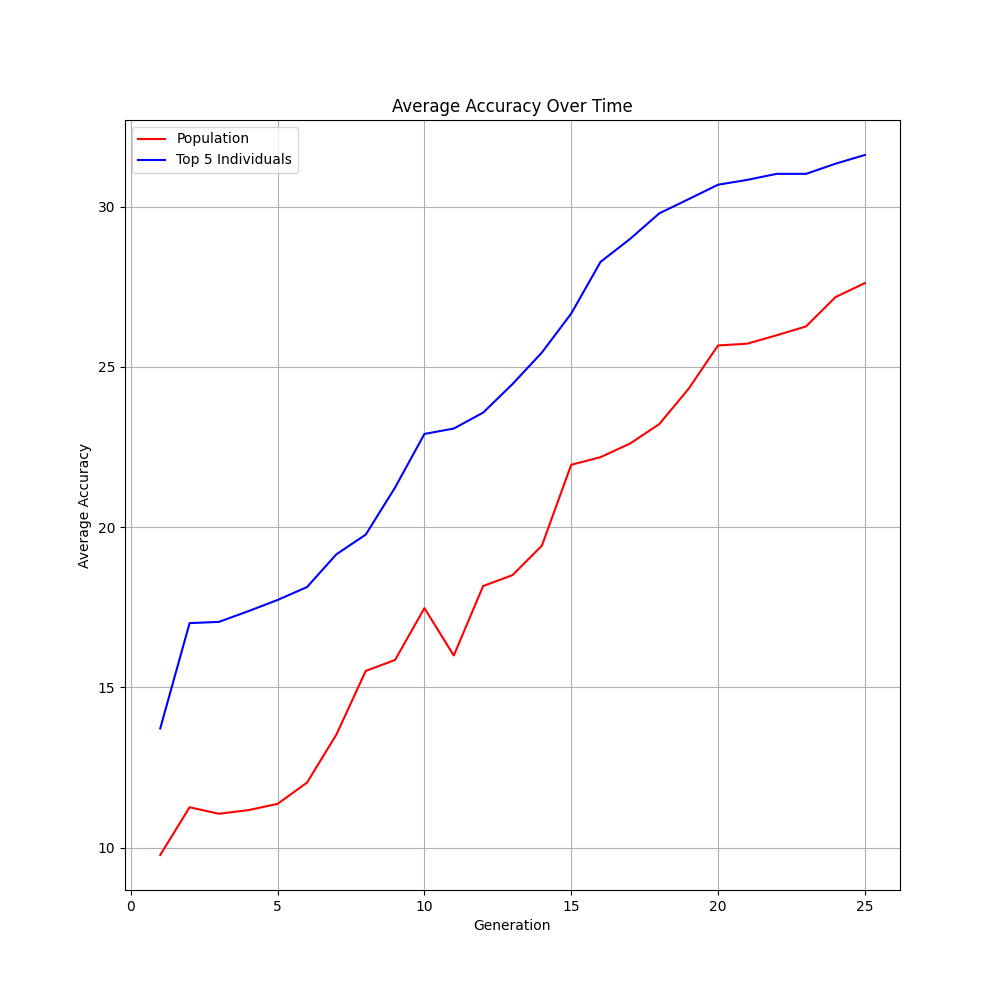 Average Accuracy Over Time
Population
Top 5 Individuals
30
25
20
15
10
Average Accuracy
0 5 10 15 20 25
Generation